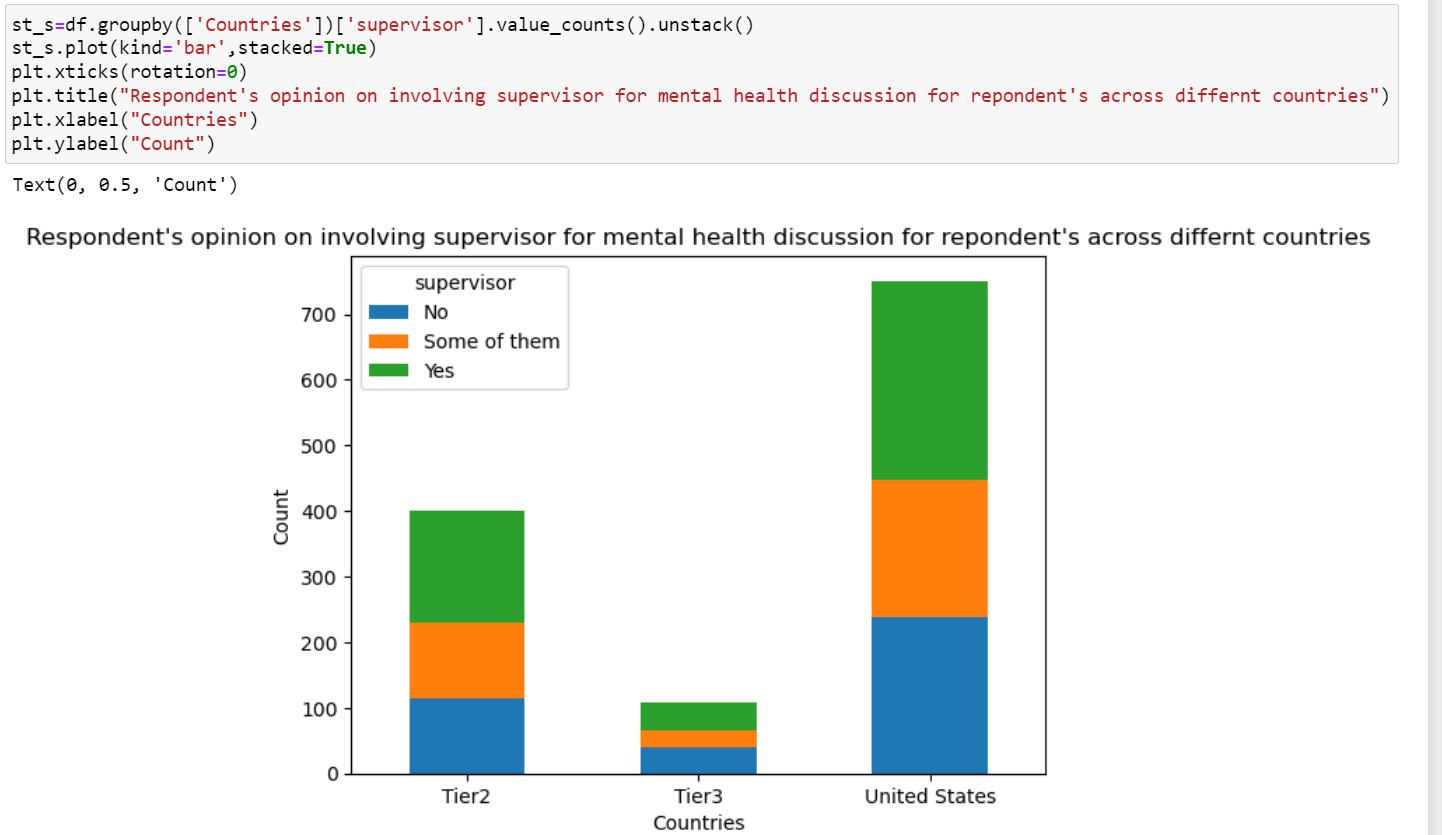 st_s=df.groupby(['Countries'])['supervisor'].value_counts().unstack()
st_s.plot(kind='bar',stacked=True)
plt.xticks(rotation=0)
plt.title("Respondent's opinion on involving supervisor for mental health discussion for repondent's across differnt countries")
plt.xlabel("Countries")
plt.ylabel("Count")
Text(0, 0.5, 'Count')
Respondent's opinion on involving supervisor for mental health discussion for repondent's across differnt countries
supervisor
No
Some of them
Yes
700
600
500
400
300
200
100
0
Count
Tier2 Tier3 United States
Countries